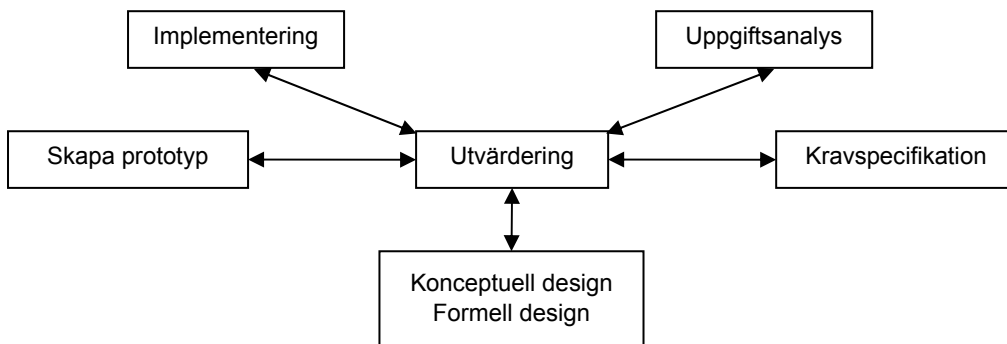 Implementering
Uppgiftsanalys
Skapa prototyp
Utvärdering
Kravspecifikation
Konceptuell design
Formell design